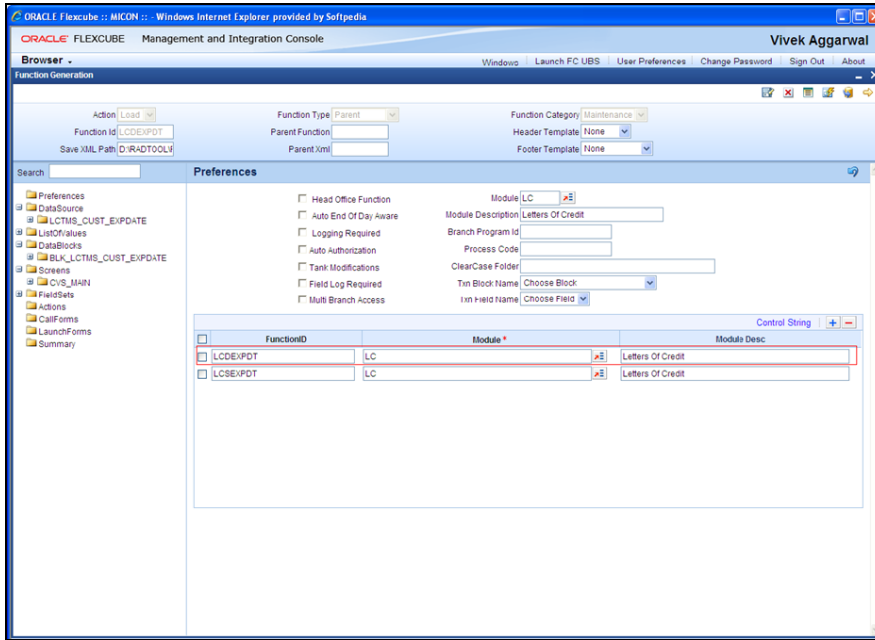 ORACLE Flexcube :: MICON :: - Windows Internet Explorer provided by Softpedia
ORACLE FLEXCUBE Management and Integration Console
Vivek Aggarwal
Browser
Windows Launch FC UBS User Preferences Change Password Sign Out About
Function Generation
Action Load Function Type Parent Function Category Maintenance
Function Id LCDEXPDT Parent Function Header Template None
Save XML Path D:\RADTOOL\ Parent Xml Footer Template None
Search
Preferences
Preferences
DataSource
LCTMS_CUST_EXPDATE
ListOfValues
DataBlocks
BLK_LCTMS_CUST_EXPDATE
Screens
CVS_MAIN
FieldSets
Actions
CallForms
LaunchForms
Summary
Head Office Function Module LC
Auto End Of Day Aware Module Description Letters Of Credit
Logging Required Branch Program Id
Auto Authorization Process Code
Tank Modifications ClearCase Folder
Field Log Required Txn Block Name Choose Block
Multi Branch Access Txn Field Name Choose Field
Control String + −
FunctionID Module * Module Desc
LCDEXPDT LC Letters Of Credit
LCSEXPDT LC Letters Of Credit